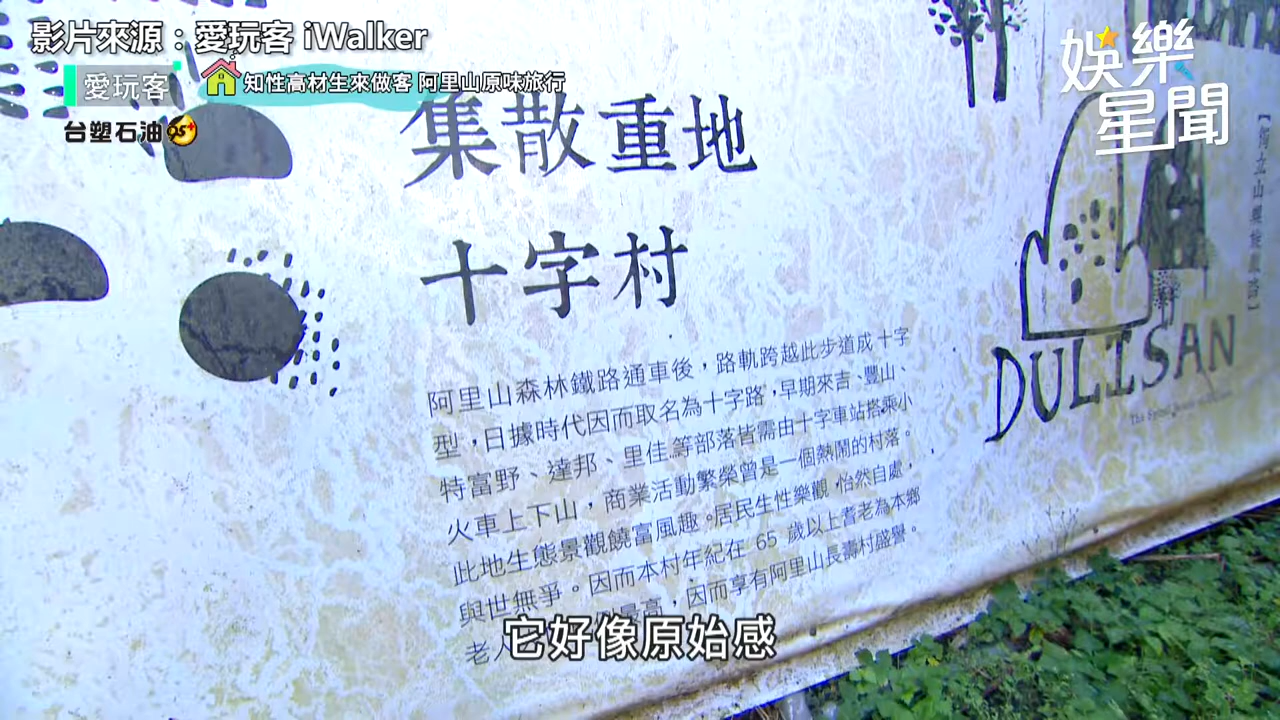 影片來源：愛玩客 iWalker
愛玩客
知性高材生來做客 阿里山原味旅行
台塑石油 95+
娛樂
星聞
集散重地
十字村
阿里山森林鐵路通車後，路軌跨越此步道成十字
型，日據時代因而取名為十字路，早期來吉、豐山、
特富野、達邦、里佳等部落皆需由十字車站搭乘小
火車上下山，商業活動繁榮曾是一個熱鬧的村落。
此地生態景觀饒富風趣。居民生性樂觀，怡然自處，
與世無爭。因而本村年紀在 65 歲以上耆老為本鄉
老人
最高，因而享有阿里山長壽村盛譽。
DULISAN
它好像原始感